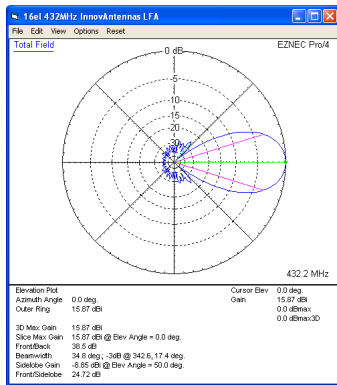 16el 432MHz InnovAntennas LFA
File Edit View Options Reset
Total Field
EZNEC Pro/4
0 dB
-5
-10
-15
-20
-30
432.2 MHz
Elevation Plot
Azimuth Angle 0.0 deg.
Outer Ring 15.87 dBi
Cursor Elev 0.0 deg.
Gain 15.87 dBi
0.0 dBmax
0.0 dBmax3D
3D Max Gain 15.87 dBi
Slice Max Gain 15.87 dBi @ Elev Angle = 0.0 deg.
Front/Back 38.5 dB
Beamwidth 34.8 deg.; -3dB @ 342.6, 17.4 deg.
Sidelobe Gain -8.85 dBi @ Elev Angle = 50.0 deg.
Front/Sidelobe 24.72 dB